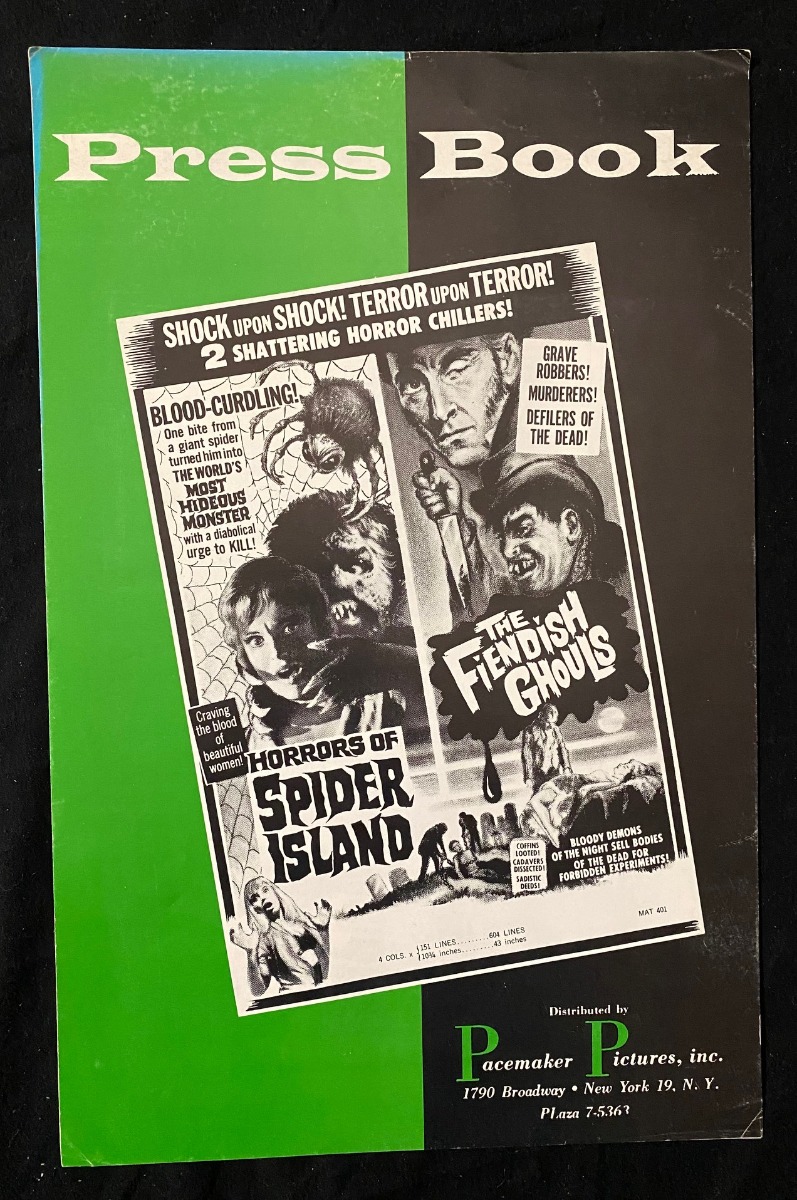 Press Book
SHOCK UPON SHOCK! TERROR UPON TERROR!
2 SHATTERING HORROR CHILLERS!
BLOOD-CURDLING!
One bite from
a giant spider
turned him into
THE WORLD'S
MOST
HIDEOUS
MONSTER
with a diabolical
urge to KILL!
GRAVE
ROBBERS!
MURDERERS!
DEFILERS OF
THE DEAD!
THE
FIENDISH
GHOULS
Craving
the blood
of
beautiful
women!
HORRORS OF
SPIDER
ISLAND
COFFINS
LOOTED!
CADAVERS
DISSECTED!
SADISTIC
DEEDS!
BLOODY DEMONS
OF THE NIGHT SELL BODIES
OF THE DEAD FOR
FORBIDDEN EXPERIMENTS!
4 COLS. x 151 LINES.........604 LINES
10¾ inches.........43 inches
MAT 401
Distributed by
Pacemaker Pictures, inc.
1790 Broadway • New York 19, N. Y.
PLaza 7-5363